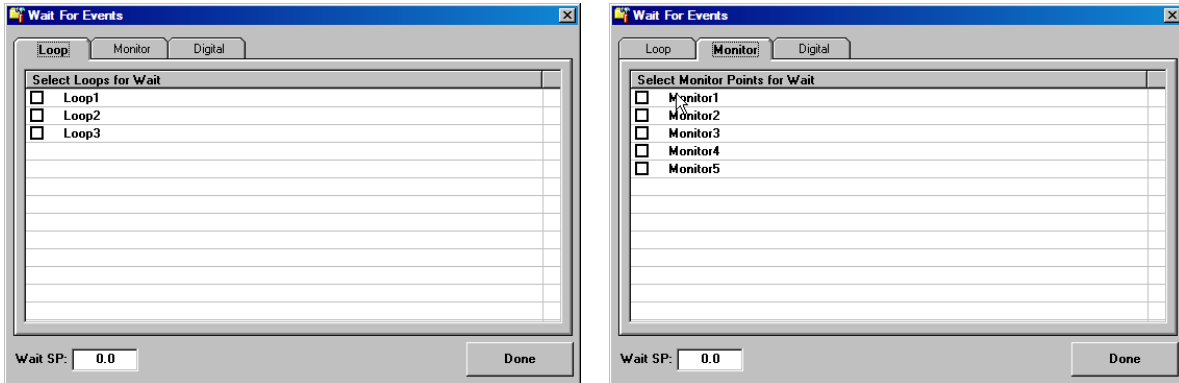 Wait For Events
Loop Monitor Digital
Select Loops for Wait
Loop1
Loop2
Loop3
Wait SP: 0.0 Done
Wait For Events
Loop Monitor Digital
Select Monitor Points for Wait
Monitor1
Monitor2
Monitor3
Monitor4
Monitor5
Wait SP: 0.0 Done